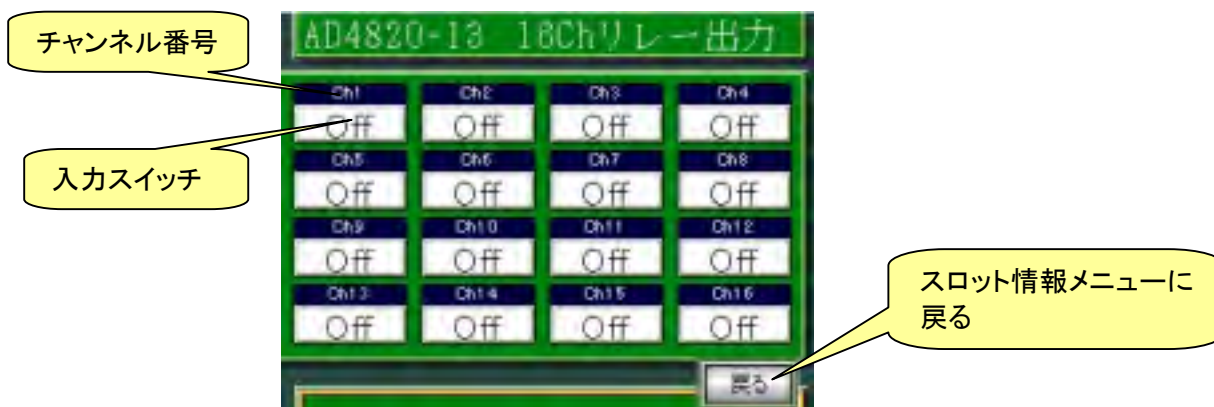 チャンネル番号
AD4820-13 16Chリレー出力
Ch1 Ch2 Ch3 Ch4
Off Off Off Off
入力スイッチ
Ch5 Ch6 Ch7 Ch8
Off Off Off Off
Ch9 Ch10 Ch11 Ch12
Off Off Off Off
Ch13 Ch14 Ch15 Ch16
Off Off Off Off
スロット情報メニューに
戻る
戻る